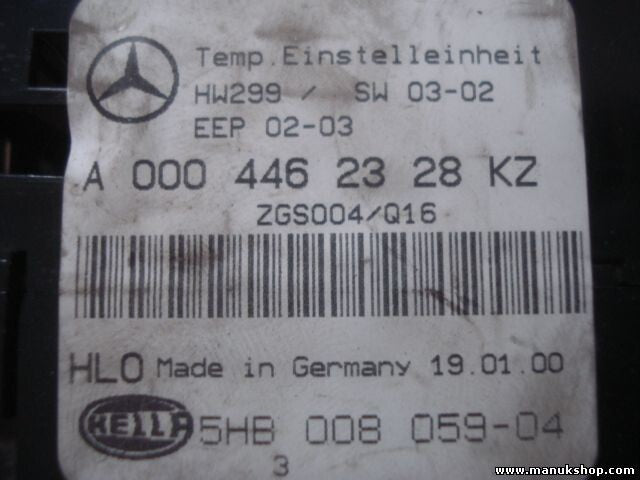 Temp.Einstelleinheit
HW299 / SW 03-02
EEP 02-03
A 000 446 23 28 KZ
ZGS004/Q16
HLO Made in Germany 19.01.00
HELLA 5HB 008 059-04
3
www.manukshop.com